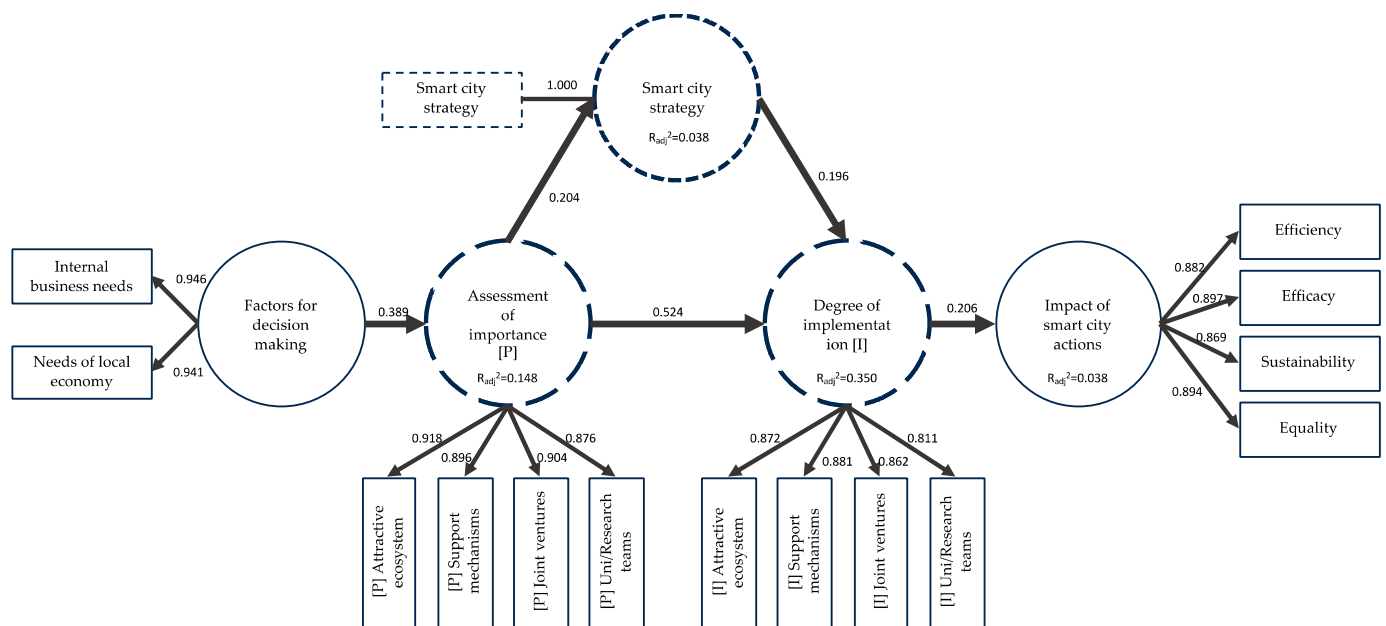 Smart city
strategy
1.000
Smart city
strategy
Radj²=0.038
0.204
0.196
Internal
business needs
0.946
Needs of local
economy
0.941
Factors for
decision
making
0.389
Assessment
of
importance
[P]
Radj²=0.148
0.524
Degree of
implementat
ion [I]
Radj²=0.350
0.206
Impact of
smart city
actions
Radj²=0.038
0.882
0.897
0.869
0.894
Efficiency
Efficacy
Sustainability
Equality
0.918
0.896
0.904
0.876
[P] Attractive
ecosystem
[P] Support
mechanisms
[P] Joint ventures
[P] Uni/Research
teams
0.872
0.881
0.862
0.811
[I] Attractive
ecosystem
[I] Support
mechanisms
[I] Joint ventures
[I] Uni/Research
teams